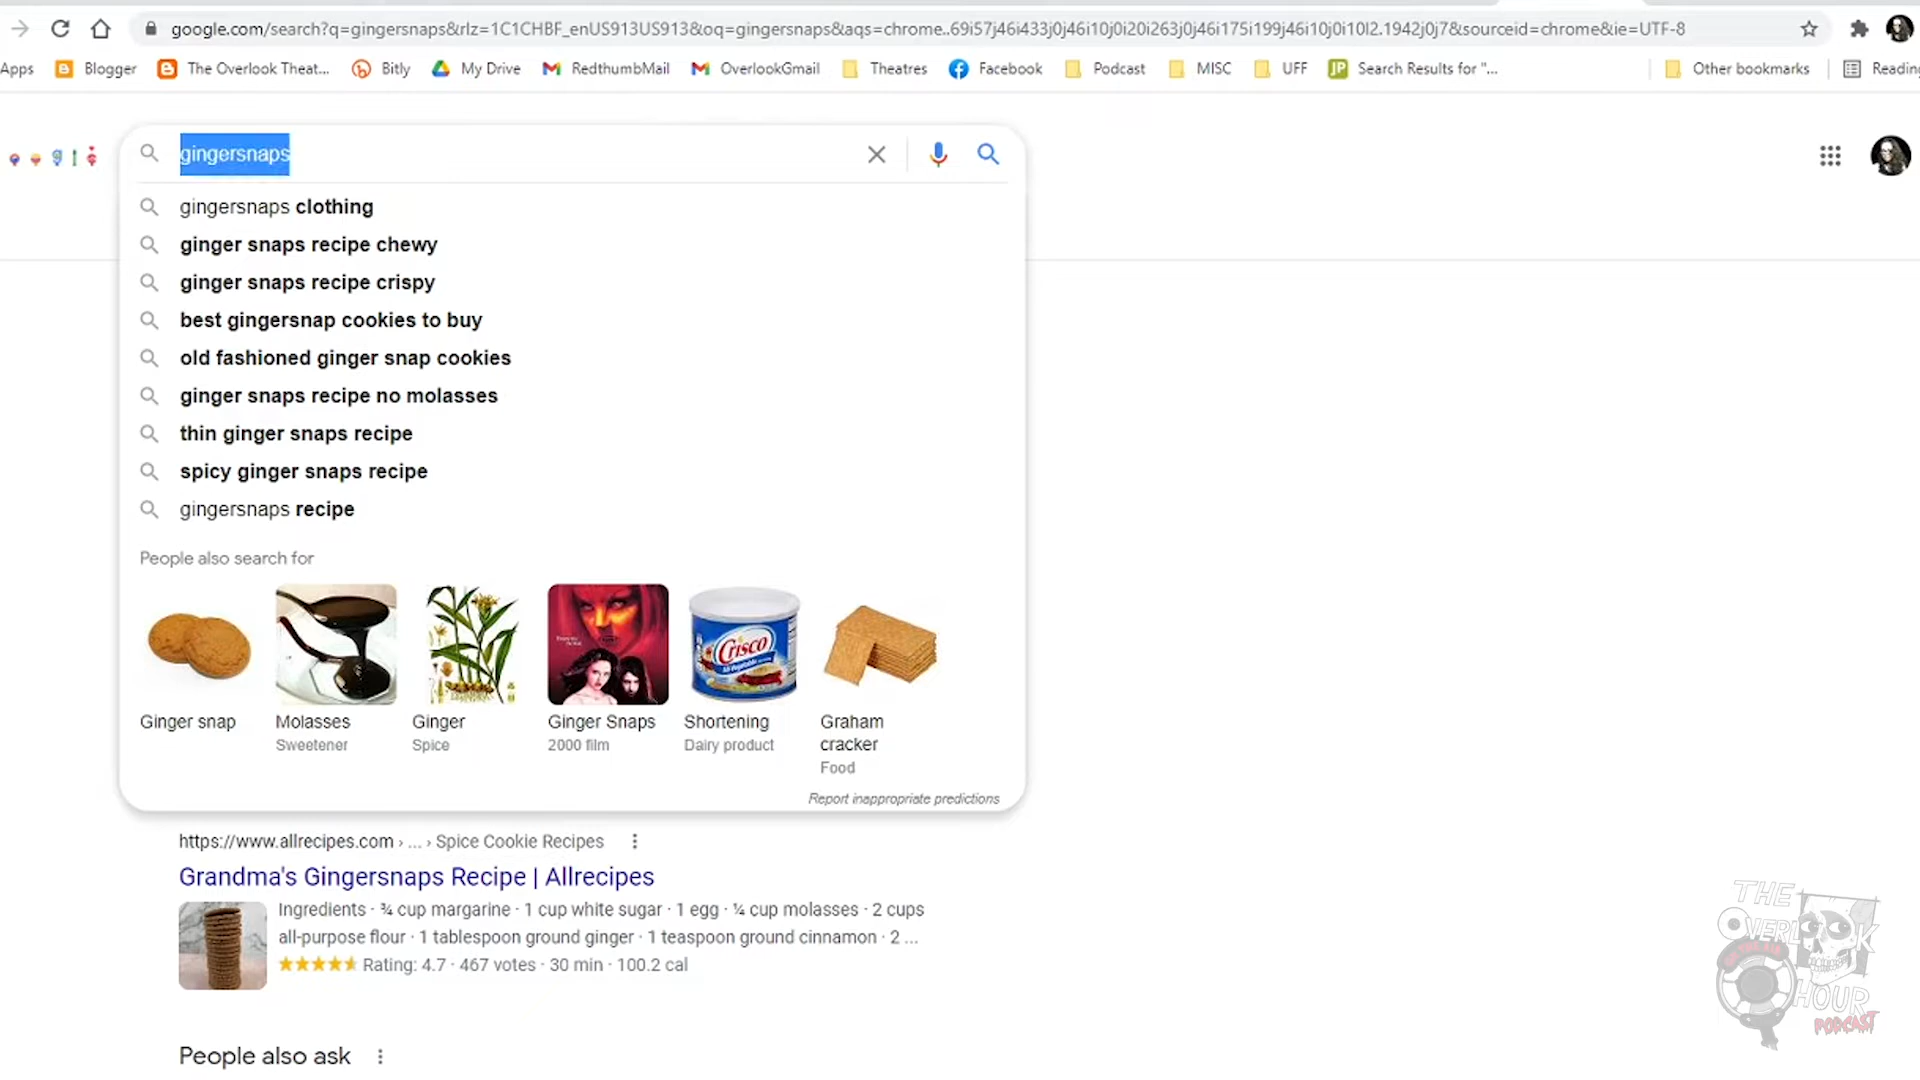 google.com/search?q=gingersnaps&rlz=1C1CHBF_enUS913US913&oq=gingersnaps&aqs=chrome..69i57j46i433j0j46i10j0i20i263j0j46i175i199j46i10j0i10l2.1942j0j7&sourceid=chrome&ie=UTF-8
Apps Blogger The Overlook Theat... Bitly My Drive RedthumbMail OverlookGmail Theatres Facebook Podcast MISC UFF JP Search Results for "... Other bookmarks
gingersnaps
gingersnaps clothing
ginger snaps recipe chewy
ginger snaps recipe crispy
best gingersnap cookies to buy
old fashioned ginger snap cookies
ginger snaps recipe no molasses
thin ginger snaps recipe
spicy ginger snaps recipe
gingersnaps recipe
People also search for
Crisco
Ginger snap Molasses Ginger Ginger Snaps Shortening Graham cracker
Sweetener Spice 2000 film Dairy product Food
Report inappropriate predictions
https://www.allrecipes.com › ... › Spice Cookie Recipes
Grandma's Gingersnaps Recipe | Allrecipes
Ingredients · ¾ cup margarine · 1 cup white sugar · 1 egg · ¼ cup molasses · 2 cups
all-purpose flour · 1 tablespoon ground ginger · 1 teaspoon ground cinnamon · 2 ...
Rating: 4.7 · 467 votes · 30 min · 100.2 cal
People also ask
THE
OVERLOOK
HOUR
PODCAST